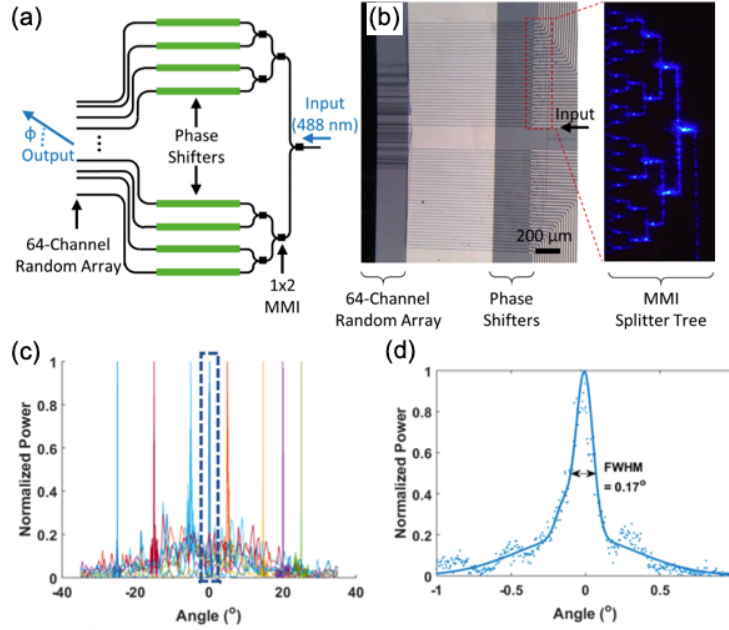 (a)
Input
(488 nm)
Phase
Shifters
ϕ
Output
64-Channel
Random Array
1x2
MMI
(b)
Input
200 μm
64-Channel
Random Array
Phase
Shifters
MMI
Splitter Tree
(c)
Normalized Power
1
0.8
0.6
0.4
0.2
0
-40
-20
0
20
40
Angle (°)
(d)
Normalized Power
1
0.8
0.6
0.4
0.2
0
FWHM
= 0.17°
-1
-0.5
0
0.5
Angle (°)